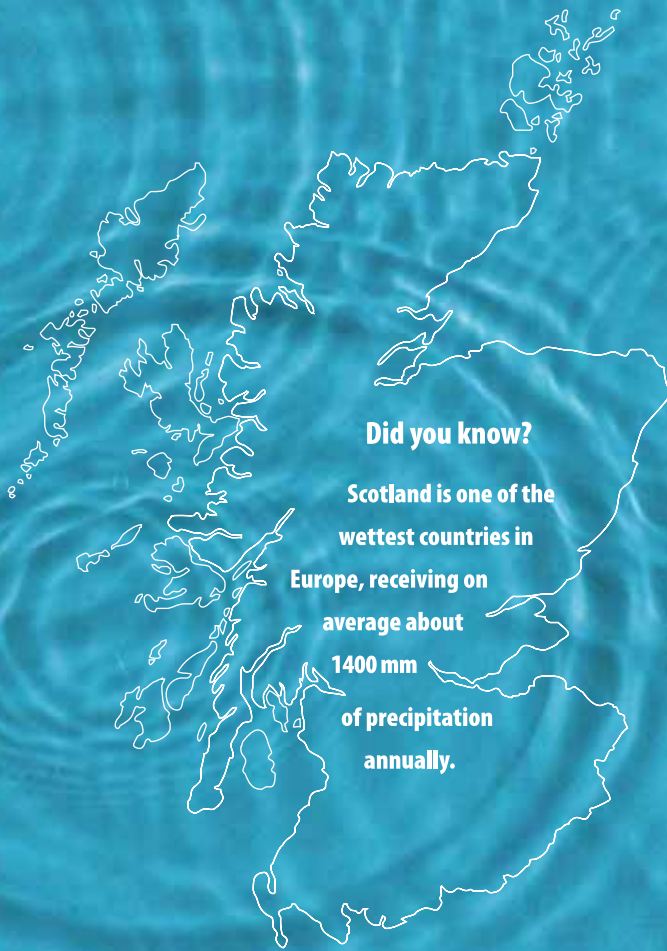 Did you know?
Scotland is one of the
wettest countries in
Europe, receiving on
average about
1400 mm
of precipitation
annually.